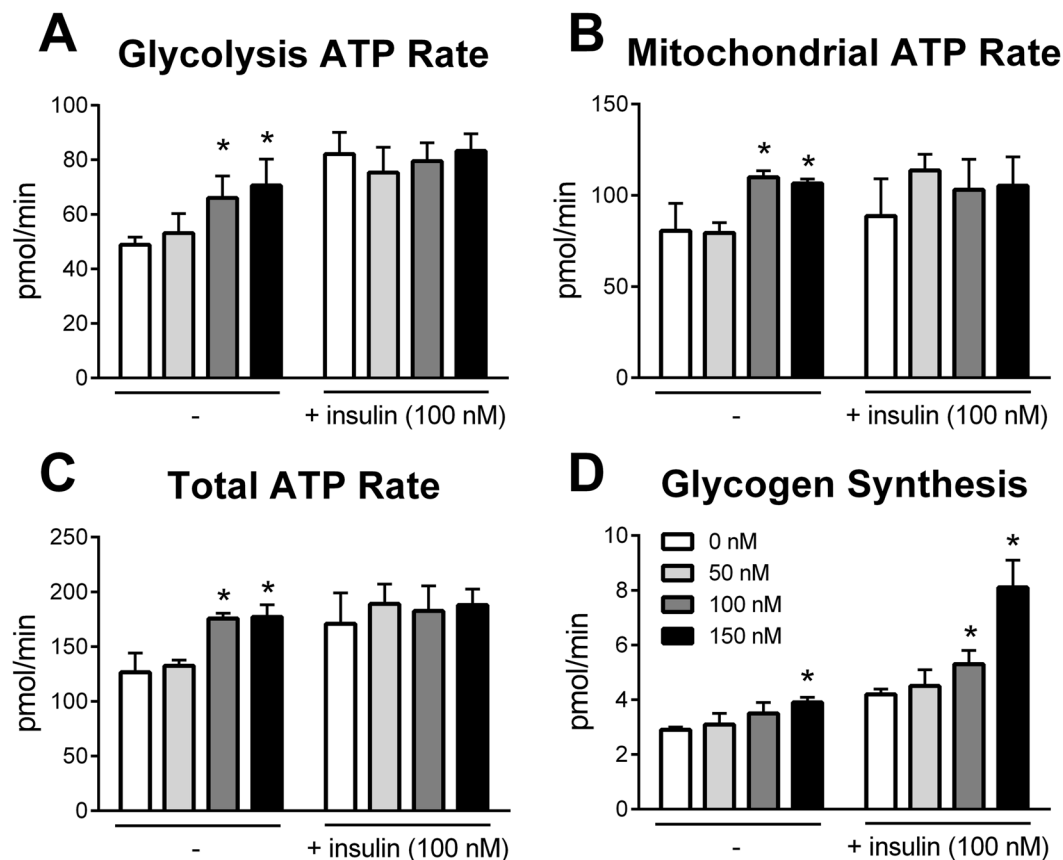 A
Glycolysis ATP Rate
pmol/min
100
80
60
40
20
0
*
*
-
+ insulin (100 nM)
B
Mitochondrial ATP Rate
pmol/min
150
100
50
0
*
*
-
+ insulin (100 nM)
C
Total ATP Rate
pmol/min
250
200
150
100
50
0
*
*
-
+ insulin (100 nM)
D
Glycogen Synthesis
pmol/min
10
8
6
4
2
0
0 nM
50 nM
100 nM
150 nM
*
*
*
-
+ insulin (100 nM)